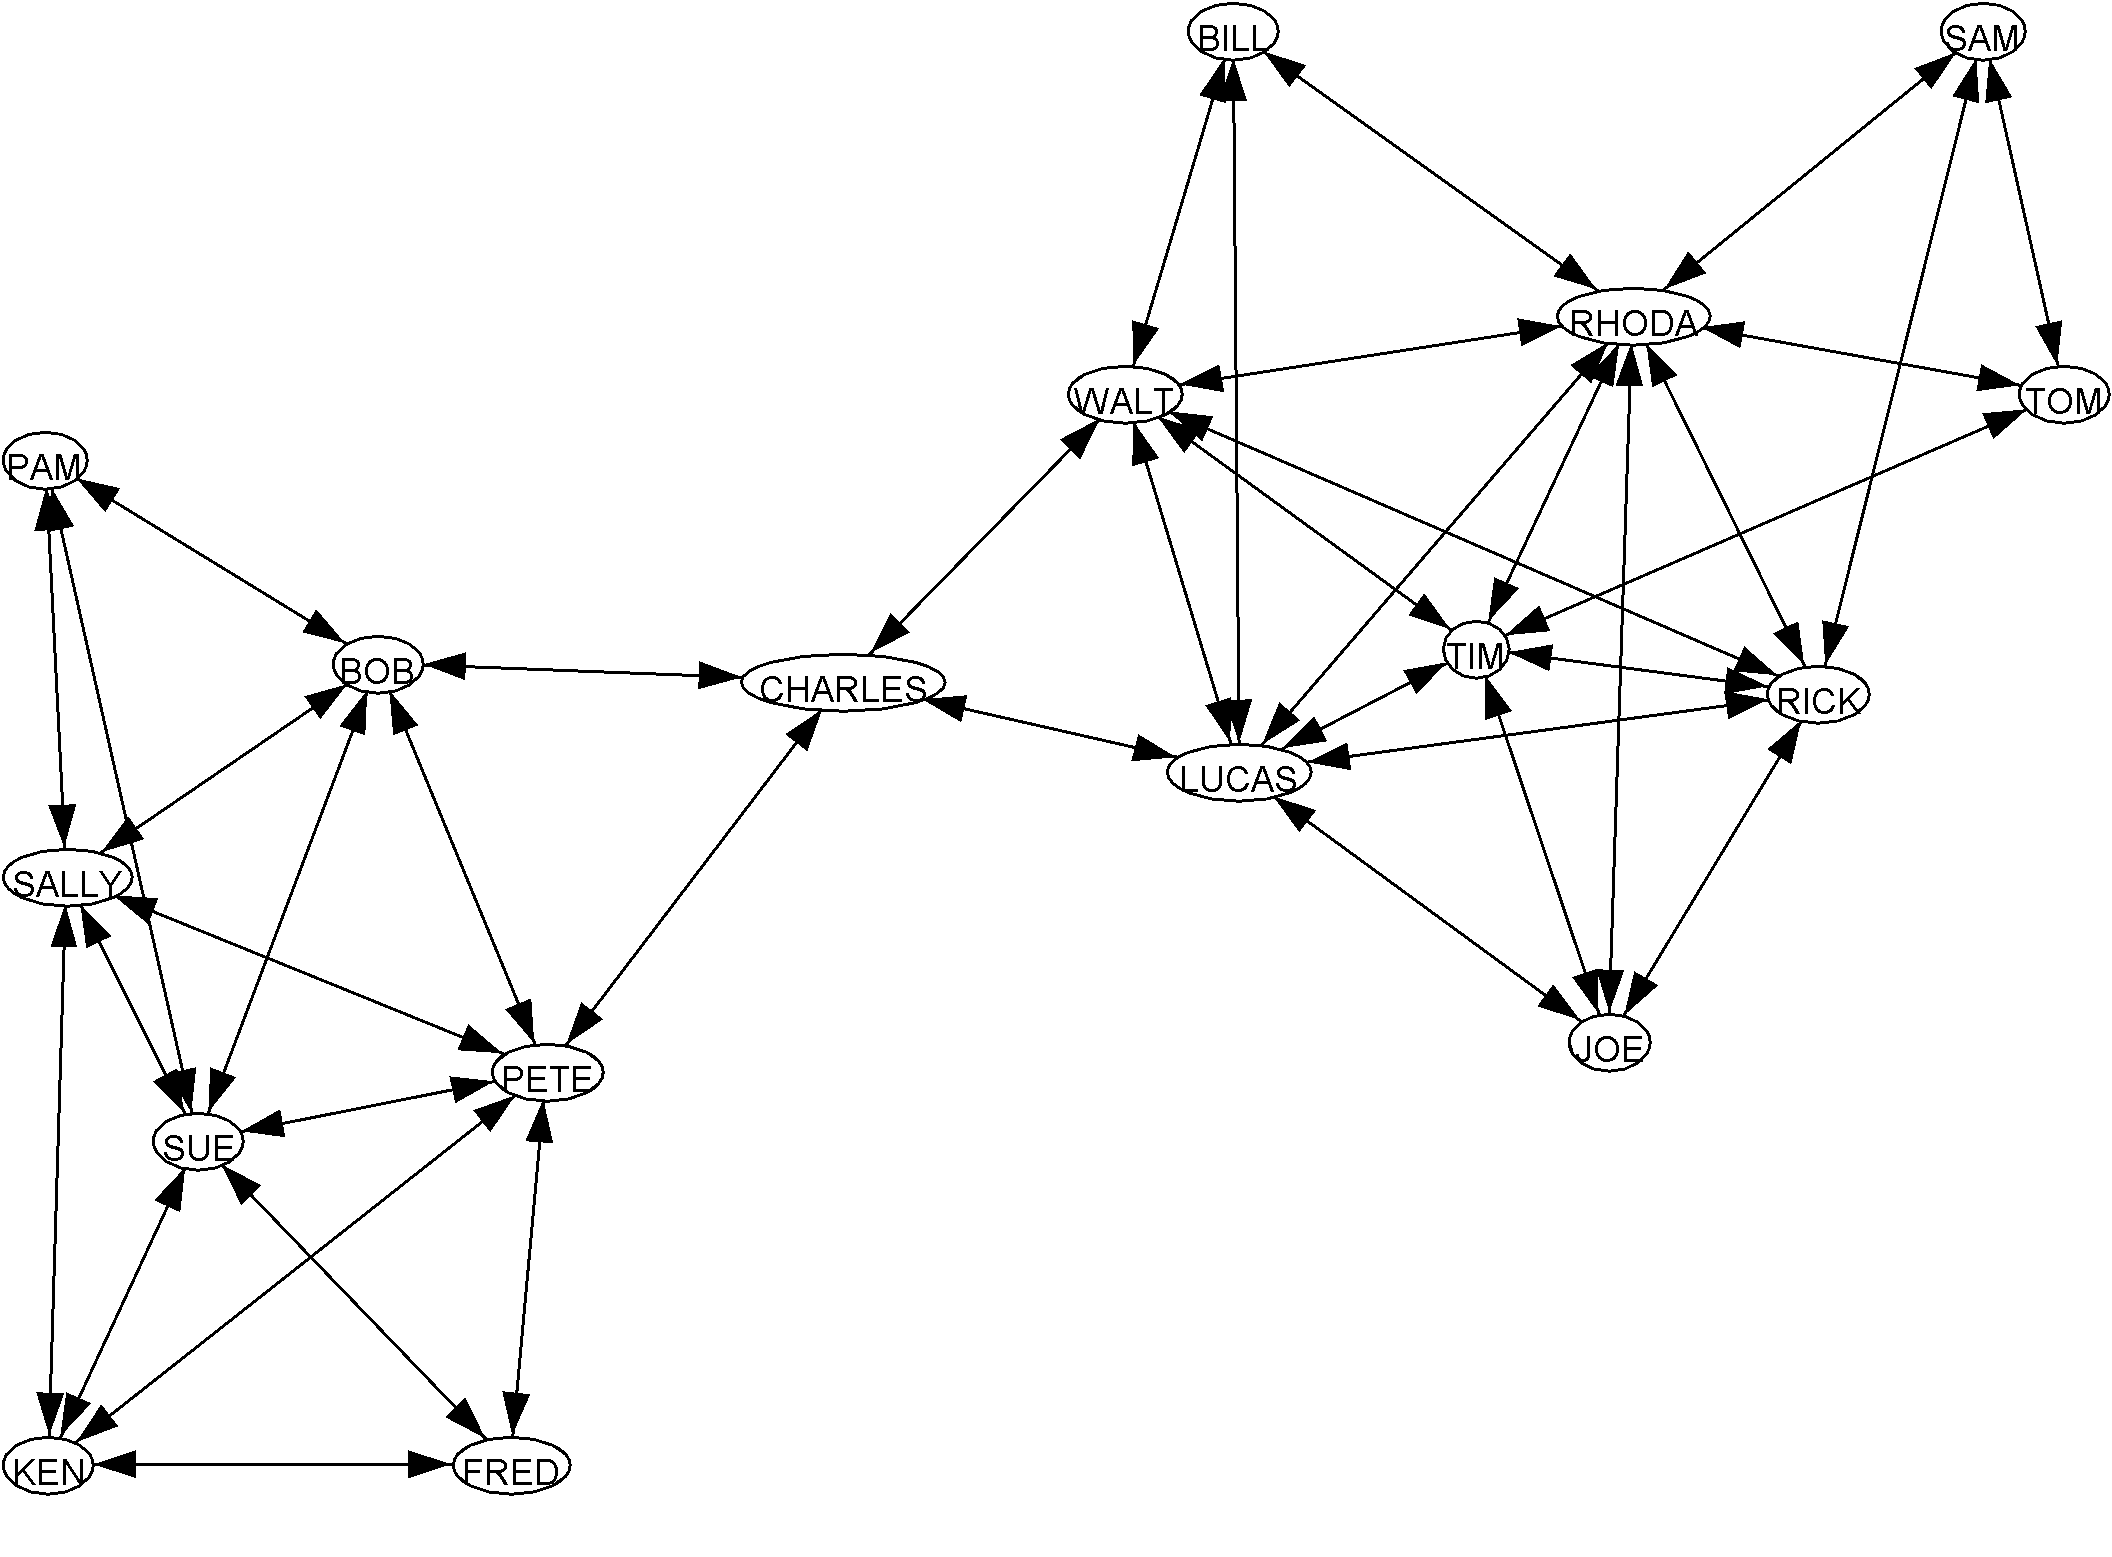 BILL
SAM
RHODA
WALT
TOM
PAM
BOB
TIM
CHARLES
RICK
LUCAS
SALLY
JOE
PETE
SUE
KEN
FRED